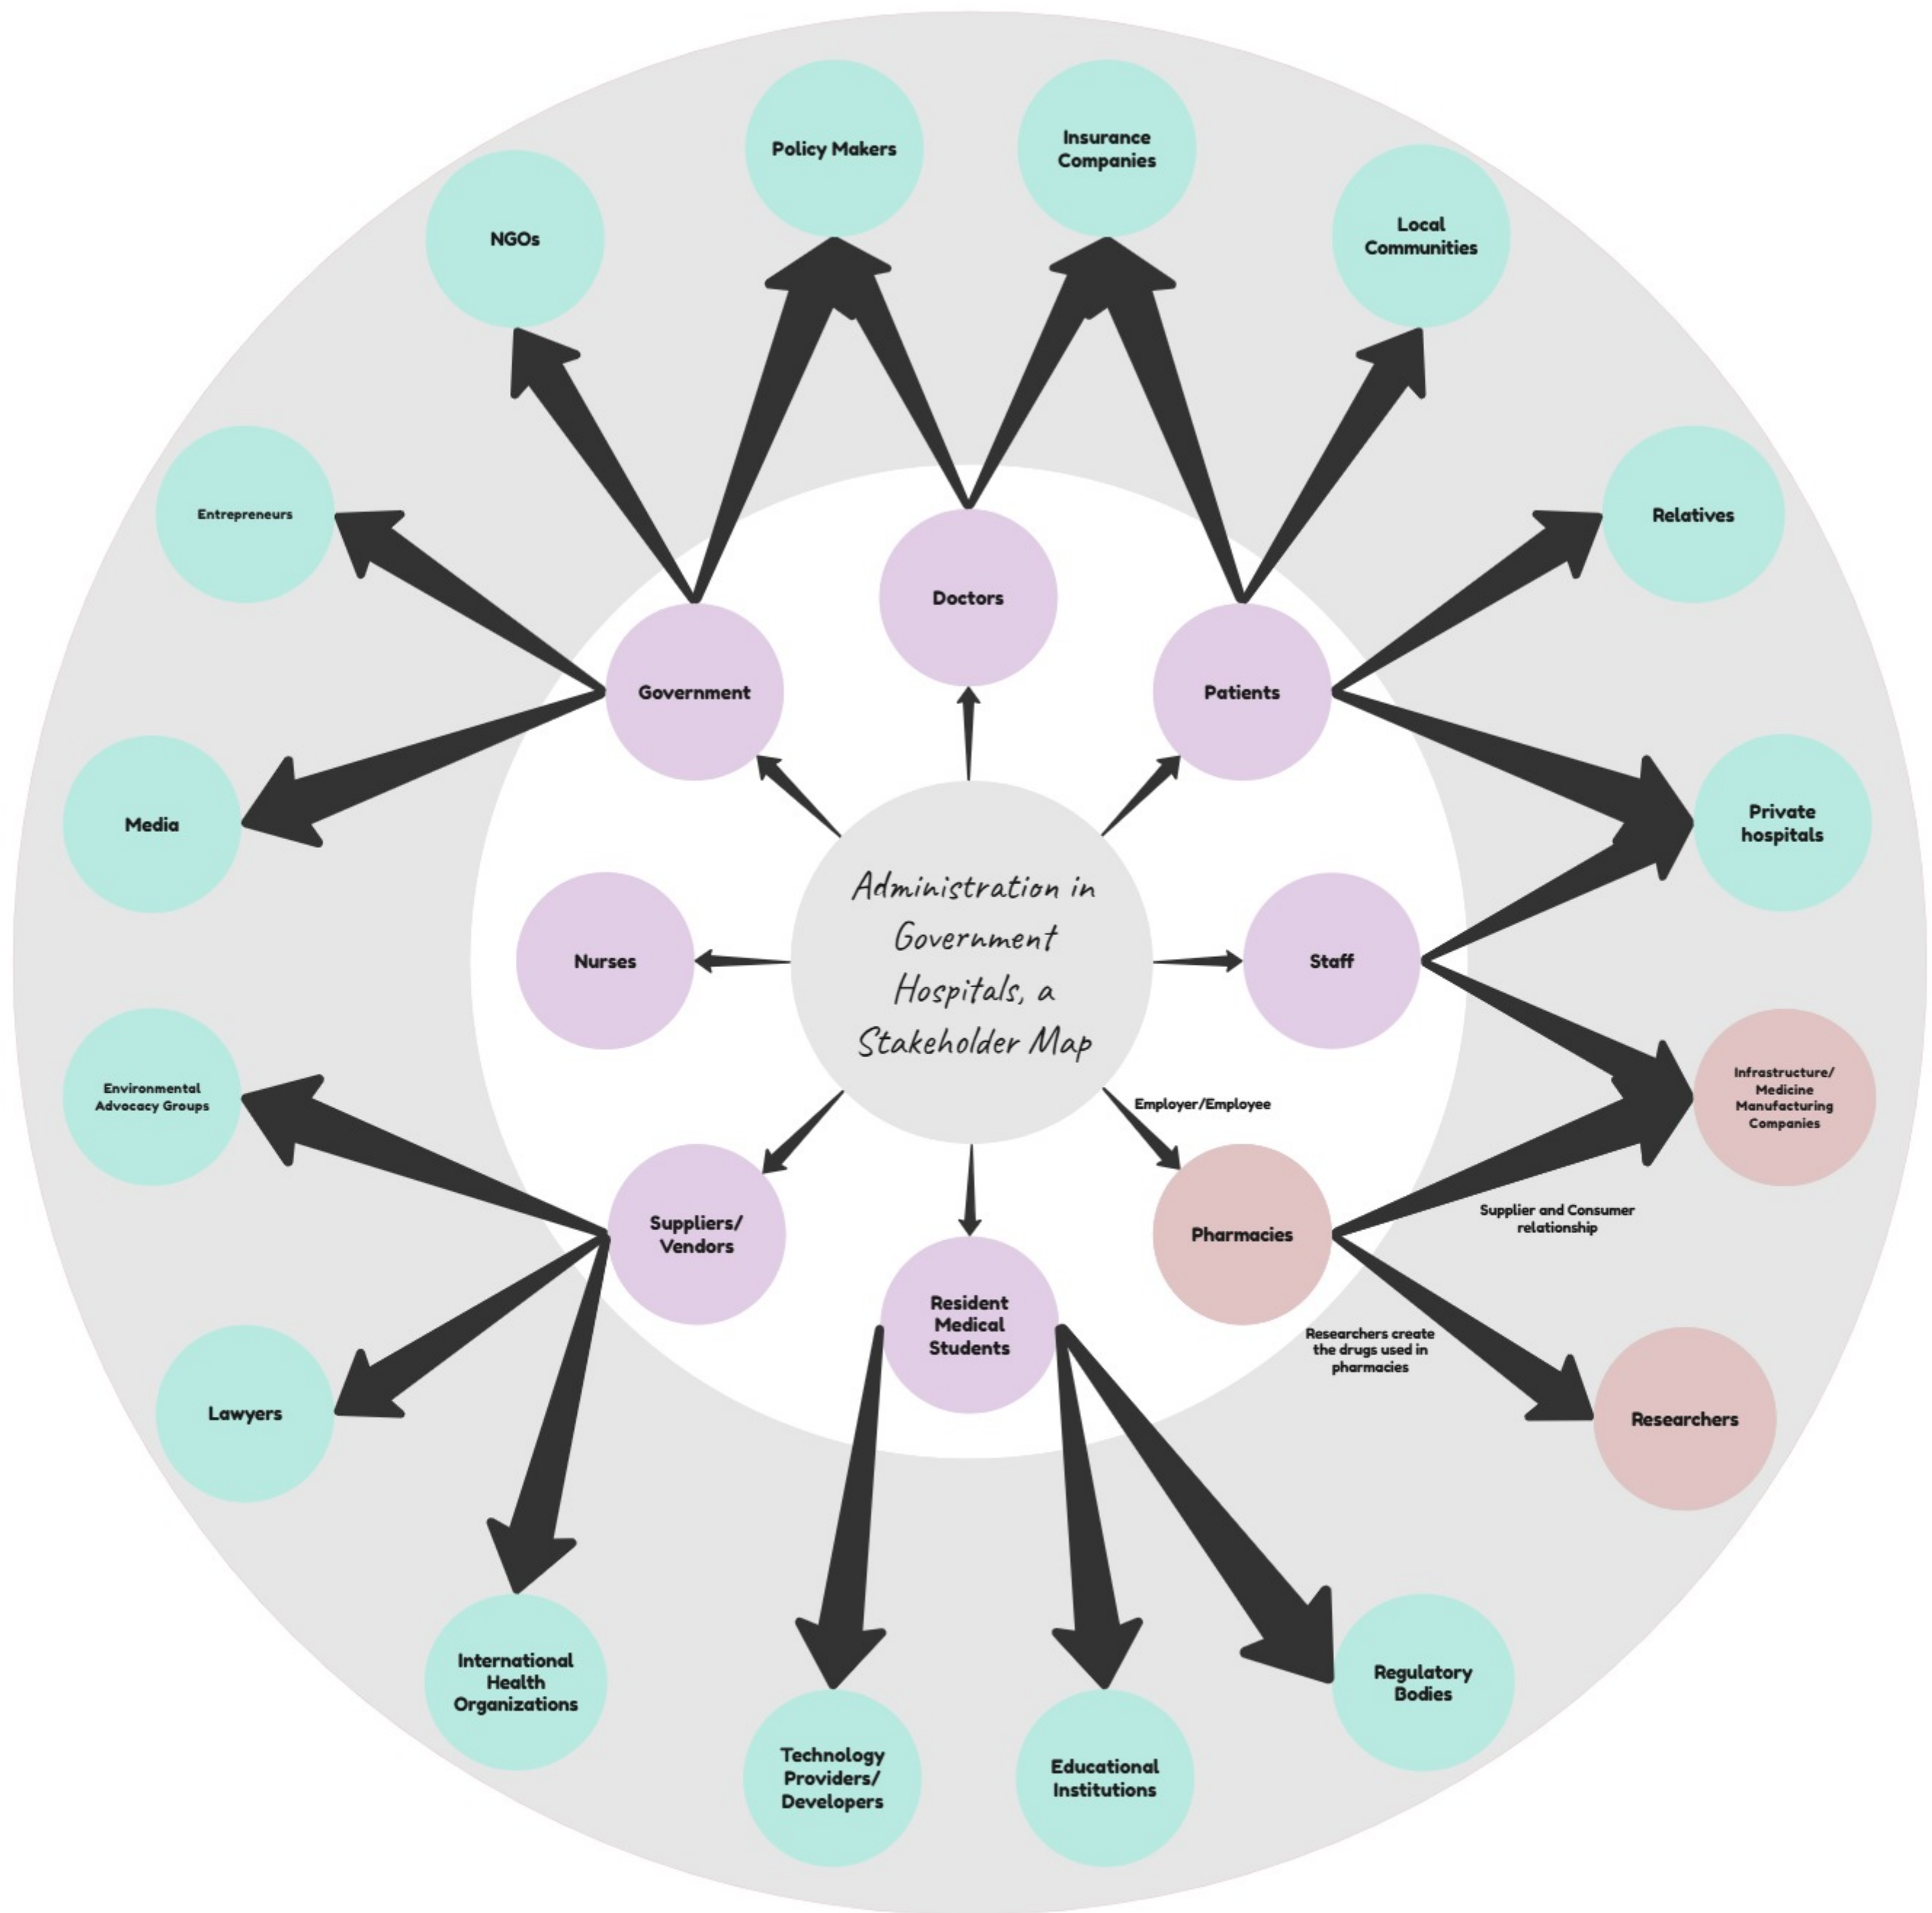 Policy Makers
Insurance
Companies
NGOs
Local
Communities
Entrepreneurs
Relatives
Doctors
Government
Patients
Media
Private
hospitals
Administration in
Government
Hospitals, a
Stakeholder Map
Nurses
Staff
Environmental
Advocacy Groups
Employer/Employee
Infrastructure/
Medicine
Manufacturing
Companies
Suppliers/
Vendors
Pharmacies
Supplier and Consumer
relationship
Resident
Medical
Students
Researchers create
the drugs used in
pharmacies
Lawyers
Researchers
International
Health
Organizations
Regulatory
Bodies
Technology
Providers/
Developers
Educational
Institutions